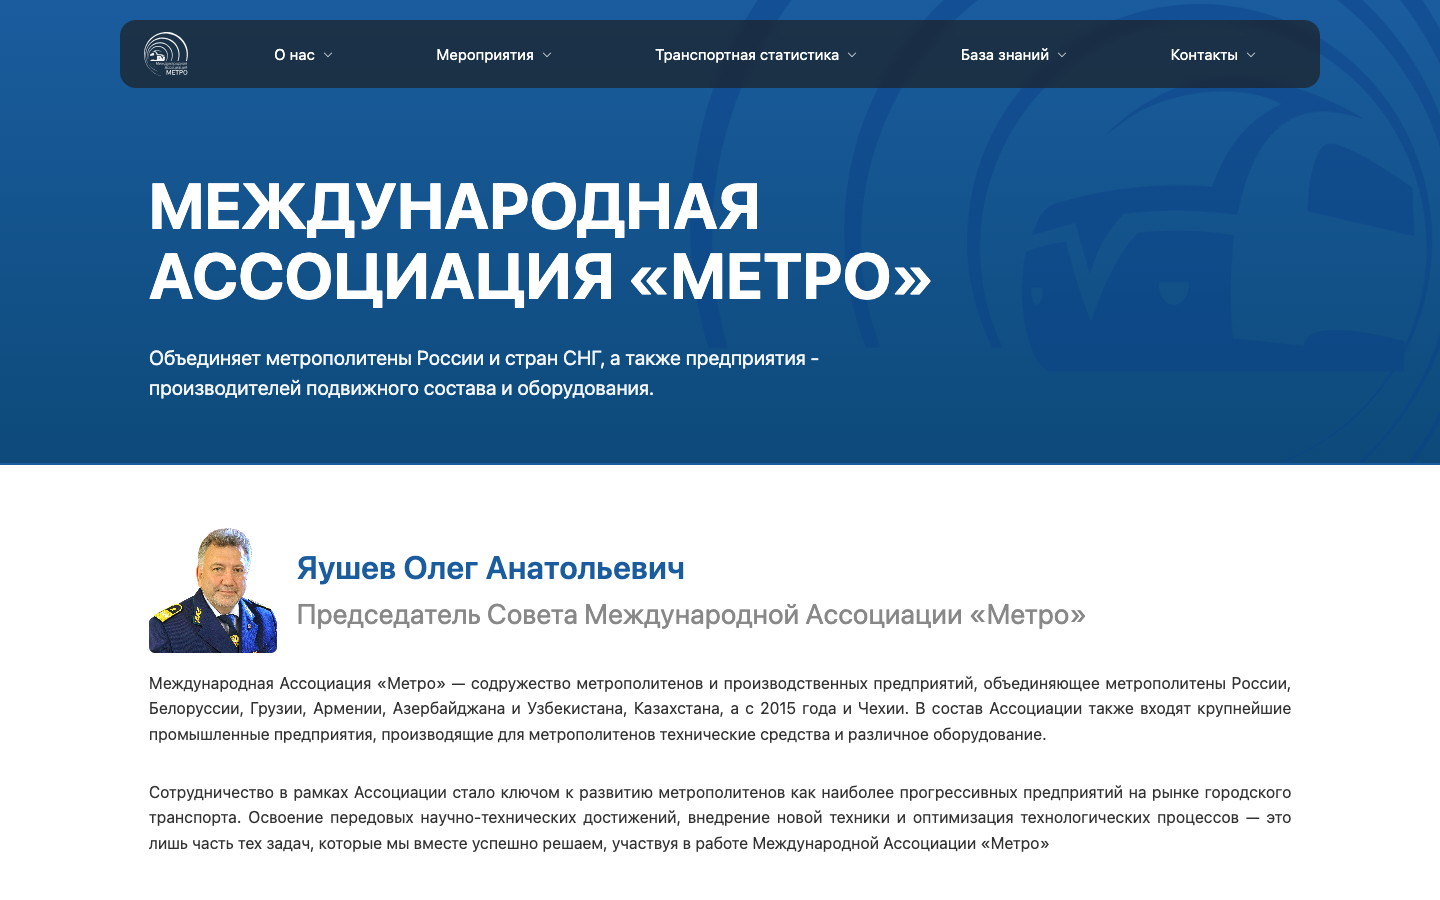 Международная
Ассоциация
МЕТРО
О нас
Мероприятия
Транспортная статистика
База знаний
Контакты
МЕЖДУНАРОДНАЯ
АССОЦИАЦИЯ «МЕТРО»
Объединяет метрополитены России и стран СНГ, а также предприятия -
производителей подвижного состава и оборудования.
Яушев Олег Анатольевич
Председатель Совета Международной Ассоциации «Метро»
Международная Ассоциация «Метро» — содружество метрополитенов и производственных предприятий, объединяющее метрополитены России,
Белоруссии, Грузии, Армении, Азербайджана и Узбекистана, Казахстана, а с 2015 года и Чехии. В состав Ассоциации также входят крупнейшие
промышленные предприятия, производящие для метрополитенов технические средства и различное оборудование.
Сотрудничество в рамках Ассоциации стало ключом к развитию метрополитенов как наиболее прогрессивных предприятий на рынке городского
транспорта. Освоение передовых научно-технических достижений, внедрение новой техники и оптимизация технологических процессов — это
лишь часть тех задач, которые мы вместе успешно решаем, участвуя в работе Международной Ассоциации «Метро»